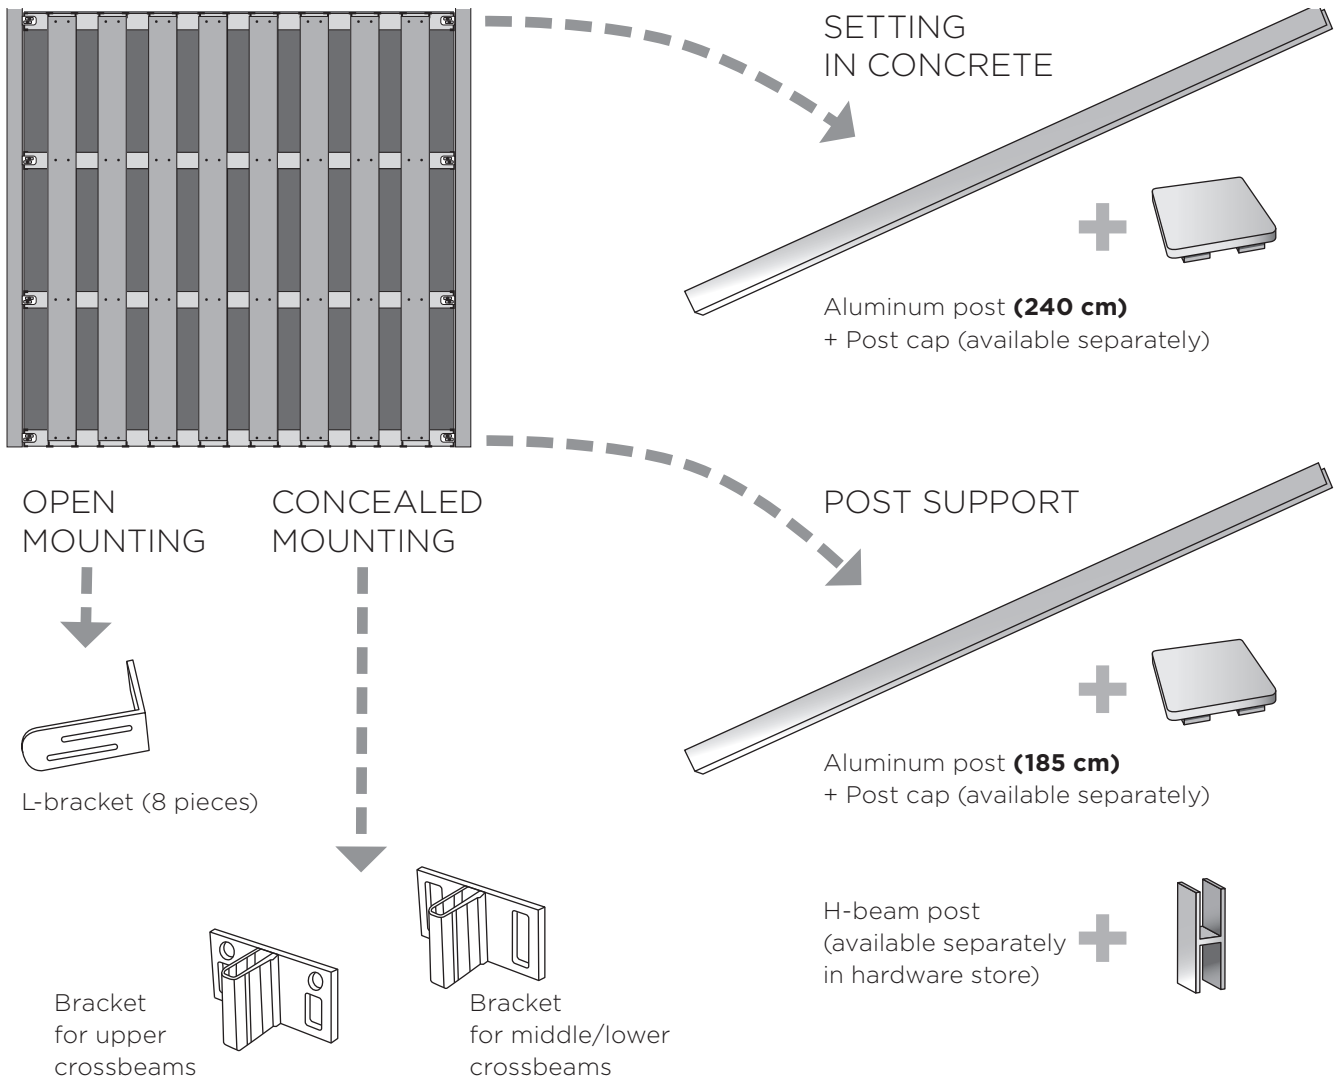 SETTING
IN CONCRETE
Aluminum post (240 cm)
+ Post cap (available separately)
OPEN
MOUNTING
CONCEALED
MOUNTING
POST SUPPORT
L-bracket (8 pieces)
Aluminum post (185 cm)
+ Post cap (available separately)
H-beam post
(available separately
in hardware store)
Bracket
for upper
crossbeams
Bracket
for middle/lower
crossbeams